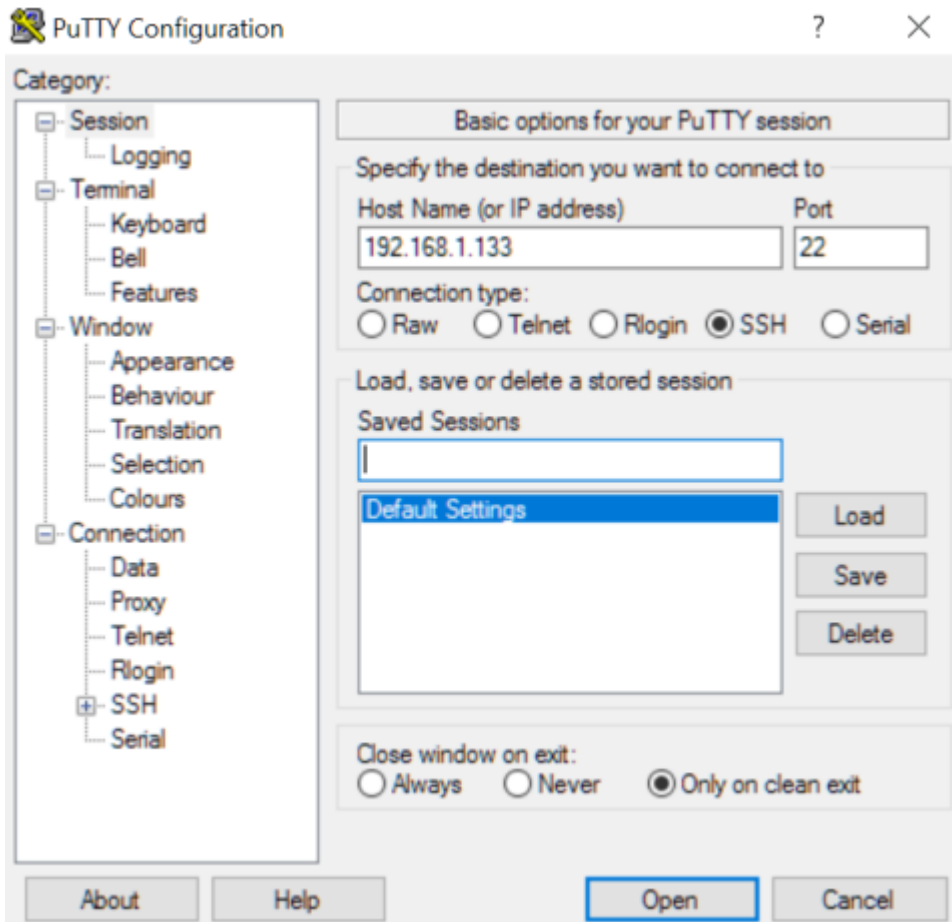 PuTTY Configuration
?
Category:
Session
Logging
Terminal
Keyboard
Bell
Features
Window
Appearance
Behaviour
Translation
Selection
Colours
Connection
Data
Proxy
Telnet
Rlogin
SSH
Serial
Basic options for your PuTTY session
Specify the destination you want to connect to
Host Name (or IP address) Port
192.168.1.133 22
Connection type:
Raw Telnet Rlogin SSH Serial
Load, save or delete a stored session
Saved Sessions
Default Settings
Load
Save
Delete
Close window on exit:
Always Never Only on clean exit
About Help Open Cancel